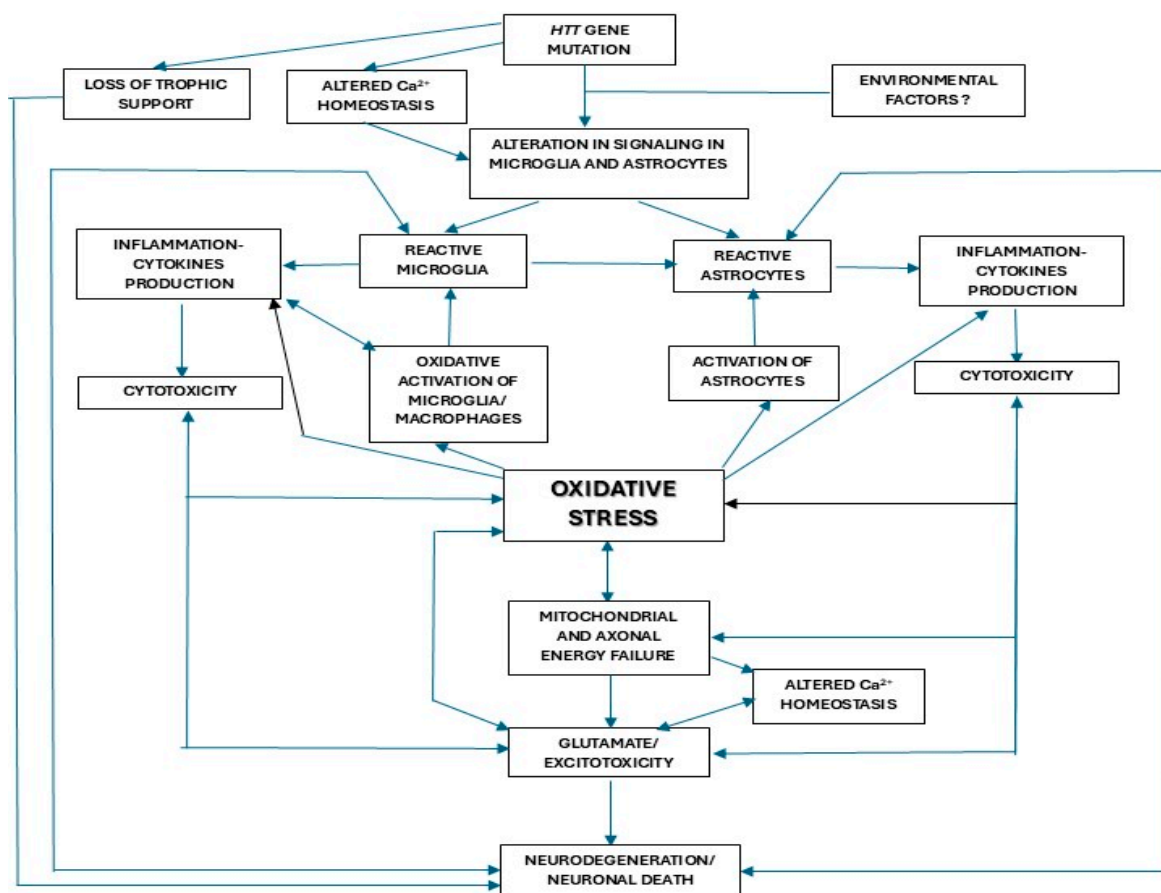 HTT GENE
MUTATION
LOSS OF TROPHIC
SUPPORT
ALTERED Ca²⁺
HOMEOSTASIS
ENVIRONMENTAL
FACTORS ?
ALTERATION IN SIGNALING IN
MICROGLIA AND ASTROCYTES
INFLAMMATION-
CYTOKINES
PRODUCTION
REACTIVE
MICROGLIA
REACTIVE
ASTROCYTES
INFLAMMATION-
CYTOKINES
PRODUCTION
CYTOTOXICITY
OXIDATIVE
ACTIVATION OF
MICROGLIA/
MACROPHAGES
ACTIVATION OF
ASTROCYTES
CYTOTOXICITY
OXIDATIVE
STRESS
MITOCHONDRIAL
AND AXONAL
ENERGY FAILURE
ALTERED Ca²⁺
HOMEOSTASIS
GLUTAMATE/
EXCITOTOXICITY
NEURODEGENERATION/
NEURONAL DEATH